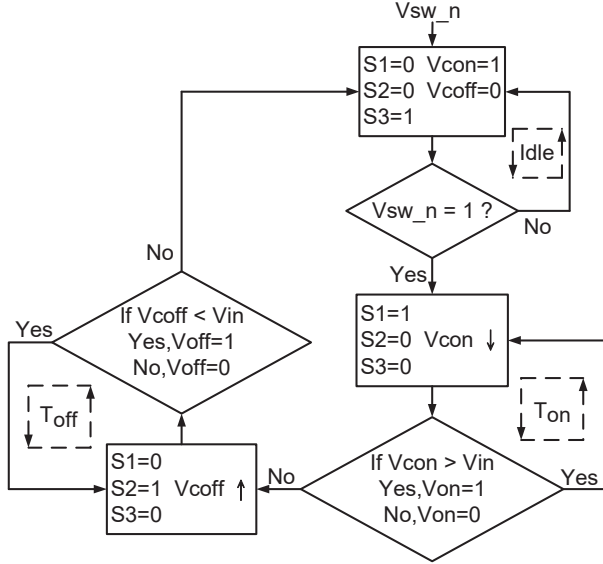 Vsw_n
S1=0 Vcon=1
S2=0 Vcoff=0
S3=1
Idle
Vsw_n = 1 ?
No
Yes
S1=1
S2=0 Vcon ↓
S3=0
Ton
If Vcon > Vin
Yes,Von=1
No,Von=0
Yes
No
S1=0
S2=1 Vcoff ↑
S3=0
Toff
If Vcoff < Vin
Yes,Voff=1
No,Voff=0
Yes
No